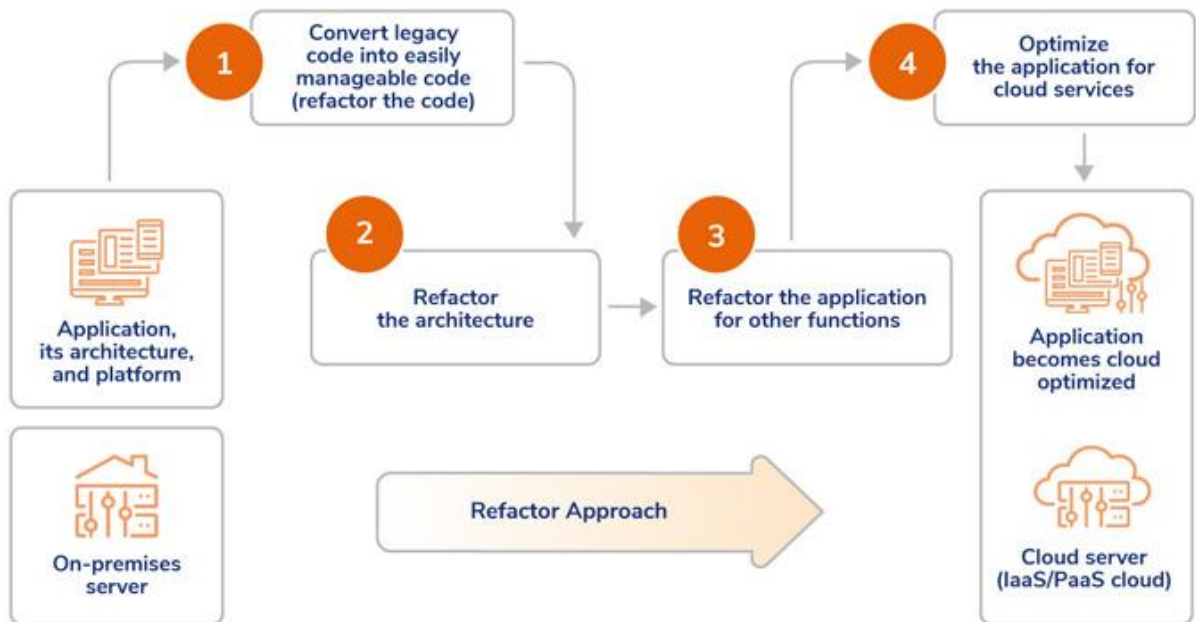 1
Convert legacy
code into easily
manageable code
(refactor the code)
4
Optimize
the application for
cloud services
Application,
its architecture,
and platform
2
Refactor
the architecture
3
Refactor the application
for other functions
Application
becomes cloud
optimized
On-premises
server
Refactor Approach
Cloud server
(IaaS/PaaS cloud)